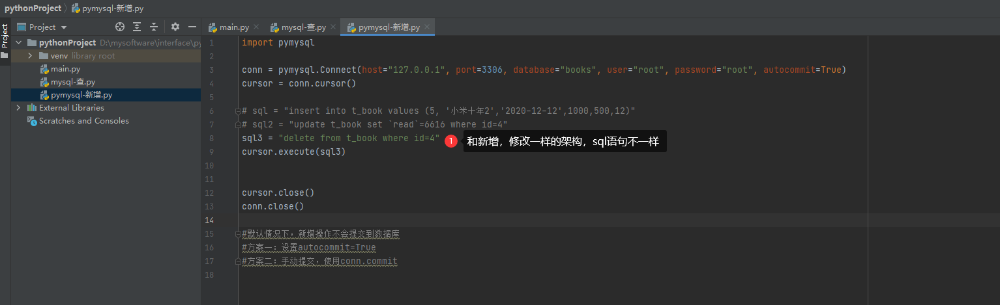 pythonProject pymysql-新增.py
Project
Project
main.py
mysql-查.py
pymysql-新增.py
pythonProject D:\mysoftware\interface\py
venv library root
main.py
mysql-查.py
pymysql-新增.py
External Libraries
Scratches and Consoles
1 import pymysql
2
3 conn = pymysql.Connect(host="127.0.0.1", port=3306, database="books", user="root", password="root", autocommit=True)
4 cursor = conn.cursor()
5
6 # sql = "insert into t_book values (5, '小米十年2','2020-12-12',1000,500,12)"
7 # sql2 = "update t_book set `read`=6616 where id=4"
8 sql3 = "delete from t_book where id=4"
1 和新增，修改一样的架构，sql语句不一样
9 cursor.execute(sql3)
10
11
12 cursor.close()
13 conn.close()
14
15 #默认情况下，新增操作不会提交到数据库
16 #方案一：设置autocommit=True
17 #方案二：手动提交，使用conn.commit
18